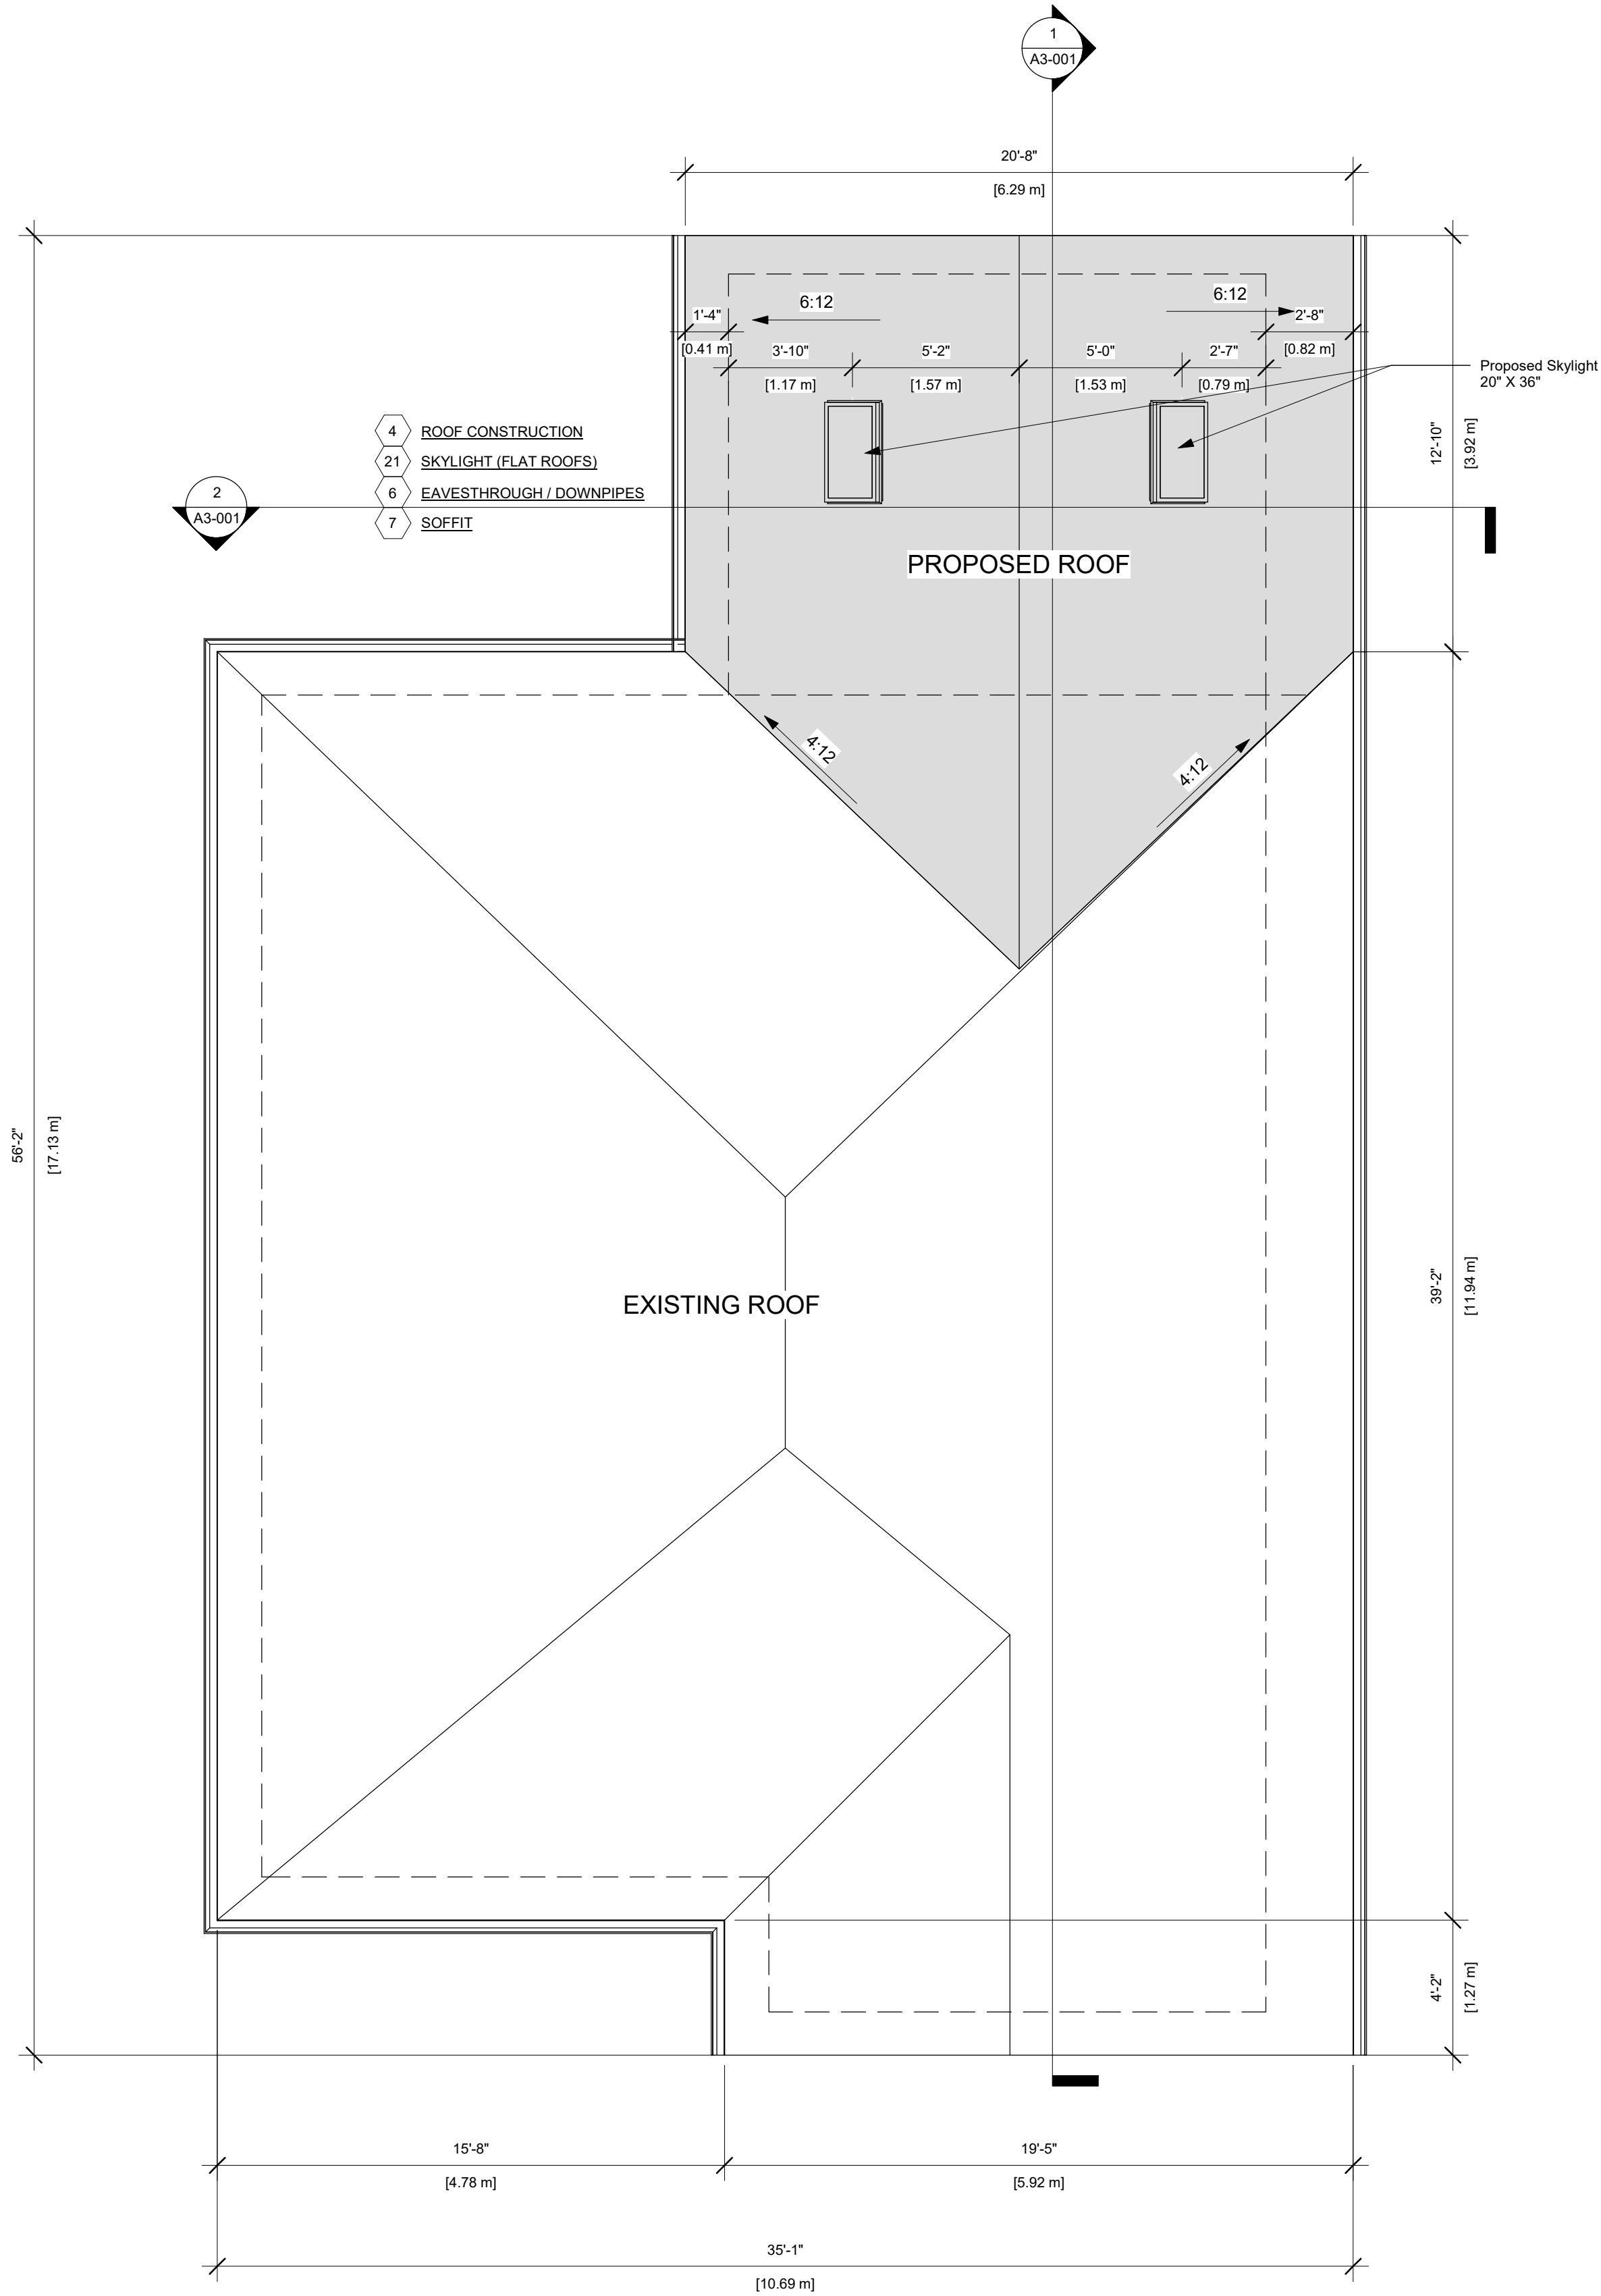 1
A3-001
20'-8"
[6.29 m]
6:12
6:12
1'-4"
[0.41 m]
2'-8"
[0.82 m]
3'-10"
[1.17 m]
5'-2"
[1.57 m]
5'-0"
[1.53 m]
2'-7"
[0.79 m]
Proposed Skylight
20" X 36"
4 ROOF CONSTRUCTION
21 SKYLIGHT (FLAT ROOFS)
6 EAVESTHROUGH / DOWNPIPES
7 SOFFIT
12'-10"
[3.92 m]
2
A3-001
PROPOSED ROOF
4:12
4:12
56'-2"
[17.13 m]
EXISTING ROOF
39'-2"
[11.94 m]
4'-2"
[1.27 m]
15'-8"
[4.78 m]
19'-5"
[5.92 m]
35'-1"
[10.69 m]